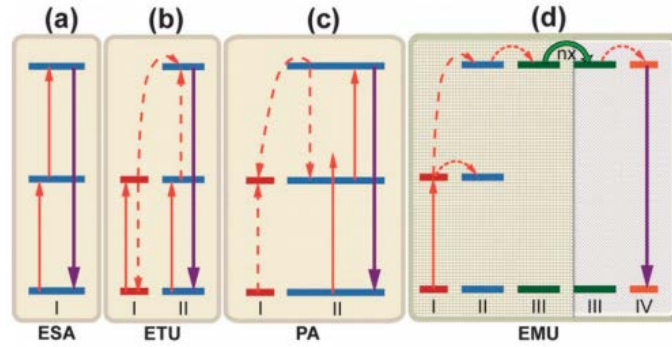 (a) (b) (c) (d)
nx
I I II I II I II III III IV
ESA ETU PA EMU